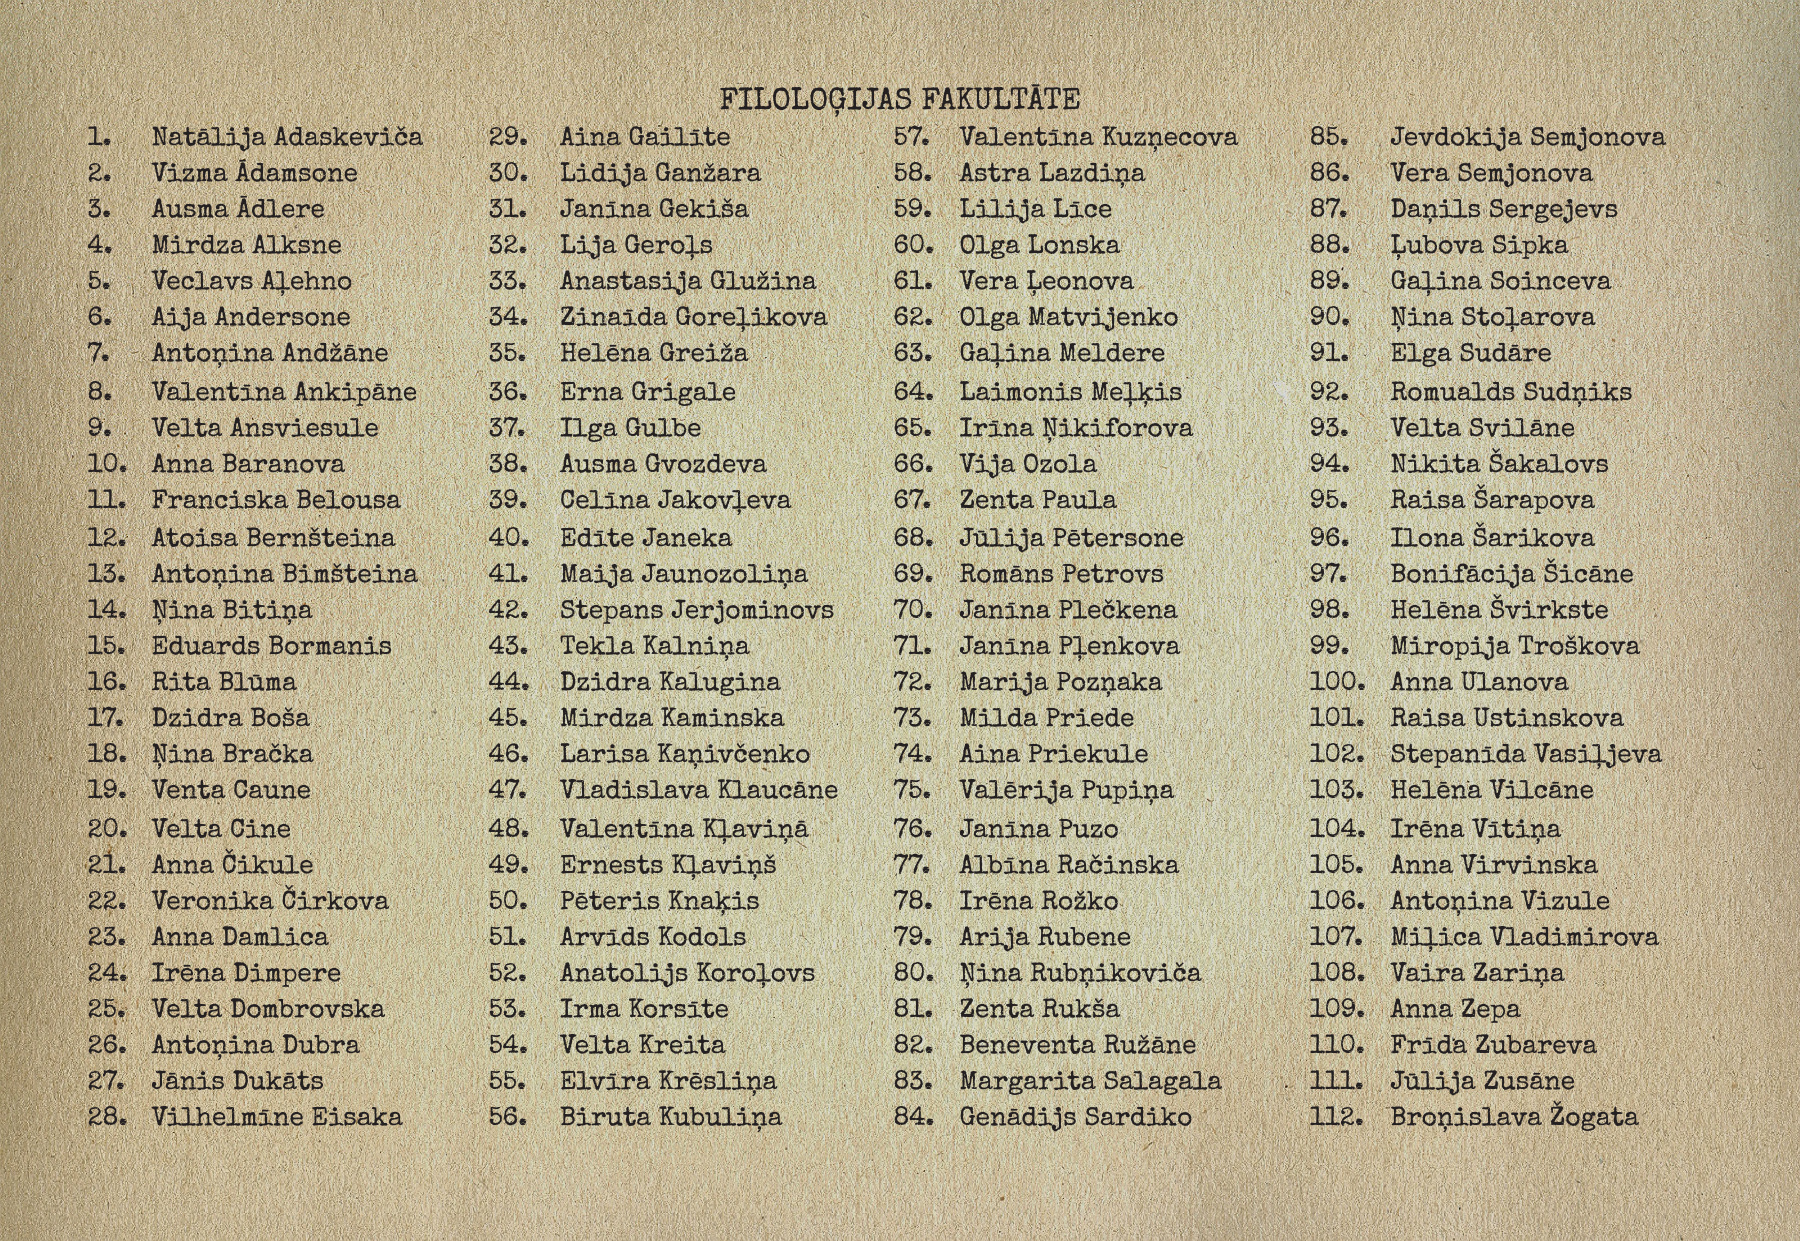 FILOLOĢIJAS FAKULTĀTE
1. Natālija Adaskeviča
2. Vizma Ādamsone
3. Ausma Ādlere
4. Mirdza Alksne
5. Veclavs Aļehno
6. Aija Andersone
7. Antoņina Andžāne
8. Valentīna Ankipāne
9. Velta Ansviesule
10. Anna Baranova
11. Franciska Belousa
12. Atoisa Bernšteina
13. Antoņina Bimšteina
14. Ņina Bitiņa
15. Eduards Bormanis
16. Rita Blūma
17. Dzidra Boša
18. Ņina Bračka
19. Venta Caune
20. Velta Cine
21. Anna Čikule
22. Veronika Čirkova
23. Anna Damlica
24. Irēna Dimpere
25. Velta Dombrovska
26. Antoņina Dubra
27. Jānis Dukāts
28. Vilhelmīne Eisaka
29. Aina Gailīte
30. Lidija Ganžara
31. Janīna Gekiša
32. Lija Geroļs
33. Anastasija Glužina
34. Zinaīda Goreļikova
35. Helēna Greiža
36. Erna Grigale
37. Ilga Gulbe
38. Ausma Gvozdeva
39. Celīna Jakovļeva
40. Edīte Janeka
41. Maija Jaunozoliņa
42. Stepans Jerjominovs
43. Tekla Kalniņa
44. Dzidra Kalugina
45. Mirdza Kaminska
46. Larisa Kaņivčenko
47. Vladislava Klaucāne
48. Valentīna Kļaviņā
49. Ernests Kļaviņš
50. Pēteris Knaķis
51. Arvīds Kodols
52. Anatolijs Koroļovs
53. Irma Korsīte
54. Velta Kreita
55. Elvīra Krēsliņa
56. Biruta Kubuliņa
57. Valentīna Kuzņecova
58. Astra Lazdiņa
59. Lilija Līce
60. Olga Lonska
61. Vera Ļeonova
62. Olga Matvijenko
63. Gaļina Meldere
64. Laimonis Meļķis
65. Irīna Ņikiforova
66. Vija Ozola
67. Zenta Paula
68. Jūlija Pētersone
69. Romāns Petrovs
70. Janīna Plečkena
71. Janīna Pļenkova
72. Marija Pozņaka
73. Milda Priede
74. Aina Priekule
75. Valērija Pupiņa
76. Janīna Puzo
77. Albīna Račinska
78. Irēna Rožko
79. Arija Rubene
80. Ņina Rubņikoviča
81. Zenta Rukša
82. Beneventa Ružāne
83. Margarita Salagala
84. Genādijs Sardiko
85. Jevdokija Semjonova
86. Vera Semjonova
87. Daņils Sergejevs
88. Ļubova Sipka
89. Gaļina Soinceva
90. Ņina Stoļarova
91. Elga Sudāre
92. Romualds Sudņiks
93. Velta Svilāne
94. Nikita Šakalovs
95. Raisa Šarapova
96. Ilona Šarikova
97. Bonifācija Šicāne
98. Helēna Švirkste
99. Miropija Troškova
100. Anna Ulanova
101. Raisa Ustinskova
102. Stepanīda Vasiļjeva
103. Helēna Vilcāne
104. Irēna Vītiņa
105. Anna Virvinska
106. Antoņina Vizule
107. Miļica Vladimirova
108. Vaira Zariņa
109. Anna Zepa
110. Frīda Zubareva
111. Jūlija Zusāne
112. Broņislava Žogata